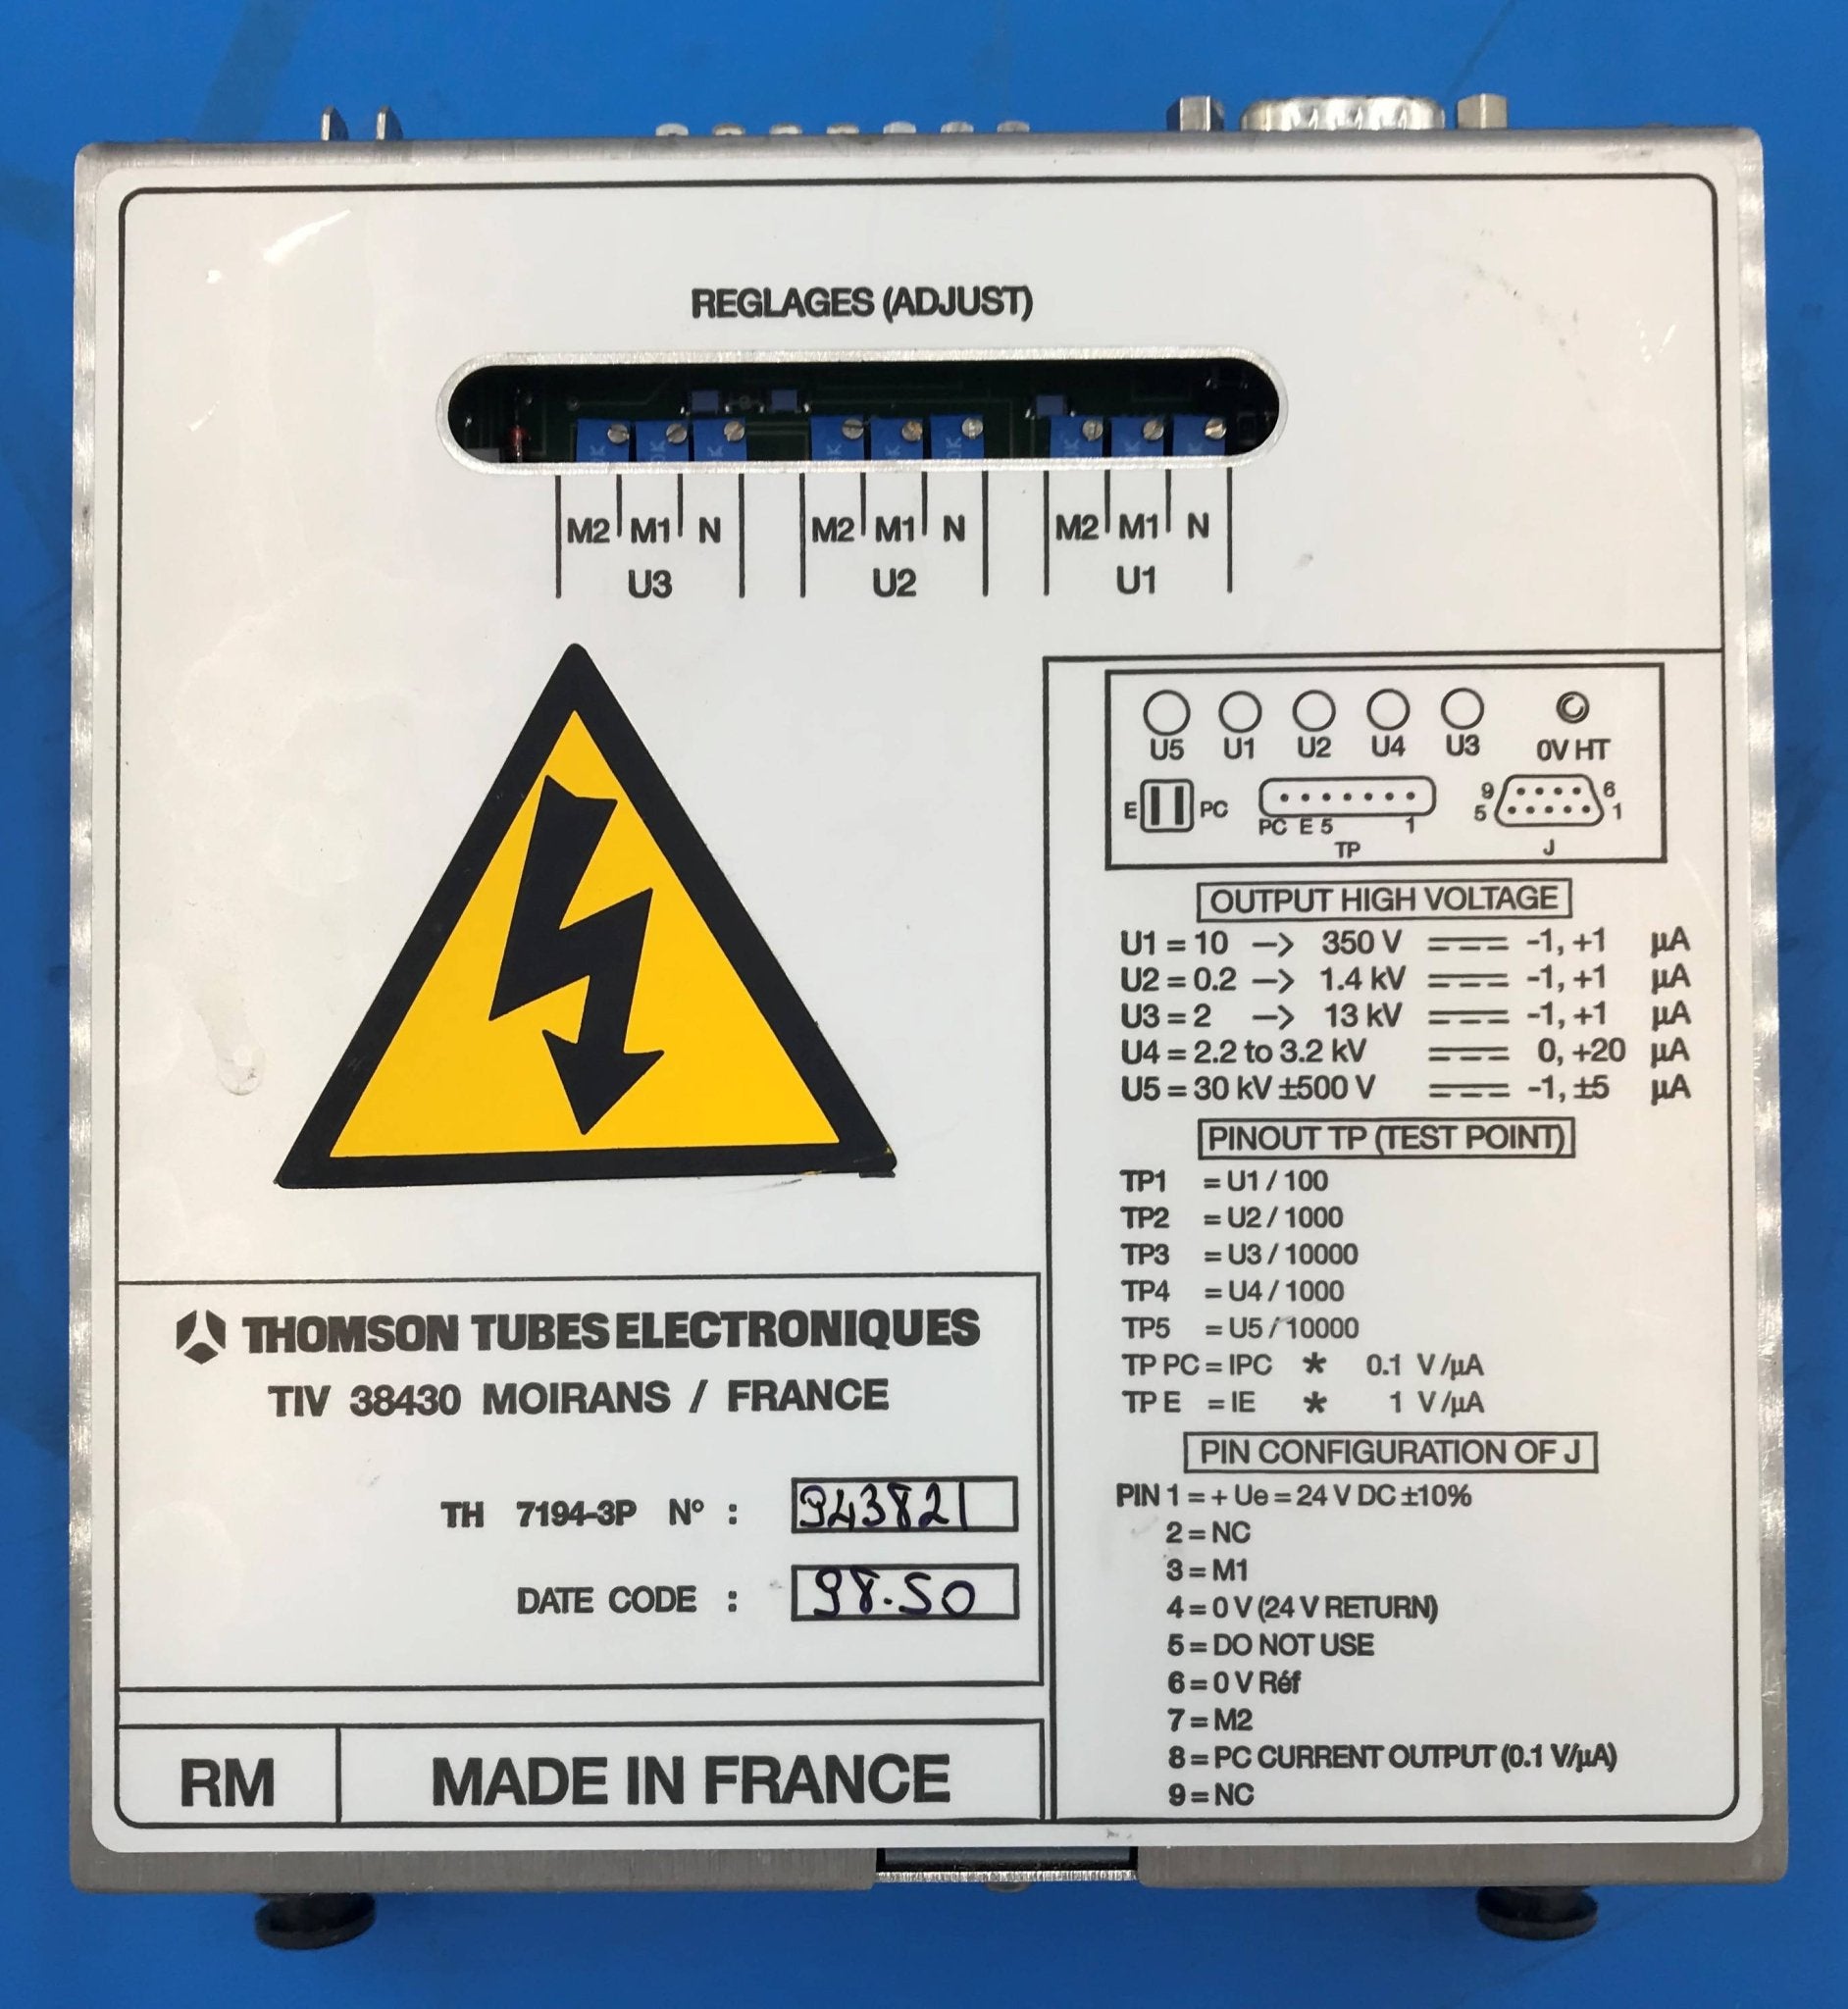 REGLAGES (ADJUST)
M2 M1 N M2 M1 N M2 M1 N
U3 U2 U1
U5 U1 U2 U4 U3 0V HT
E PC 9 6
5 1
PC E 5 1
TP J
OUTPUT HIGH VOLTAGE
U1 = 10 --> 350 V -1, +1 µA
U2 = 0.2 --> 1.4 kV -1, +1 µA
U3 = 2 --> 13 kV -1, +1 µA
U4 = 2.2 to 3.2 kV 0, +20 µA
U5 = 30 kV ±500 V -1, ±5 µA
PINOUT TP (TEST POINT)
TP1 = U1 / 100
TP2 = U2 / 1000
TP3 = U3 / 10000
TP4 = U4 / 1000
TP5 = U5 / 10000
TP PC = IPC * 0.1 V /µA
TP E = IE * 1 V /µA
PIN CONFIGURATION OF J
PIN 1 = + Ue = 24 V DC ±10%
2 = NC
3 = M1
4 = 0 V (24 V RETURN)
5 = DO NOT USE
6 = 0 V Réf
7 = M2
8 = PC CURRENT OUTPUT (0.1 V/µA)
9 = NC
THOMSON TUBES ELECTRONIQUES
TIV 38430 MOIRANS / FRANCE
TH 7194-3P N° : 943821
DATE CODE : 98.50
RM MADE IN FRANCE